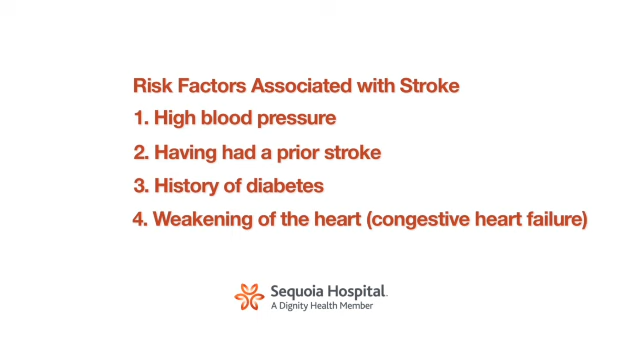 Risk Factors Associated with Stroke
1. High blood pressure
2. Having had a prior stroke
3. History of diabetes
4. Weakening of the heart (congestive heart failure)
Sequoia Hospital.
A Dignity Health Member